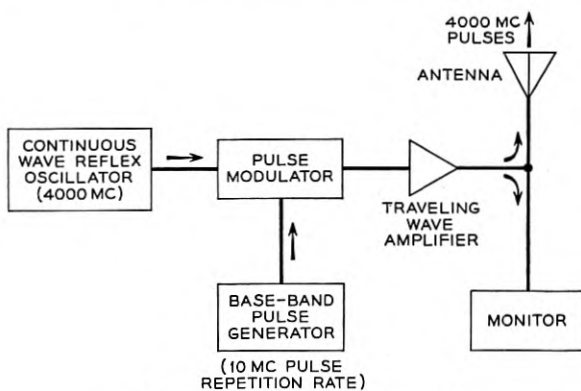 4000 MC
PULSES
ANTENNA
CONTINUOUS
WAVE REFLEX
OSCILLATOR
(4000 MC)
PULSE
MODULATOR
TRAVELING
WAVE
AMPLIFIER
BASE-BAND
PULSE
GENERATOR
(10 MC PULSE
REPETITION RATE)
MONITOR